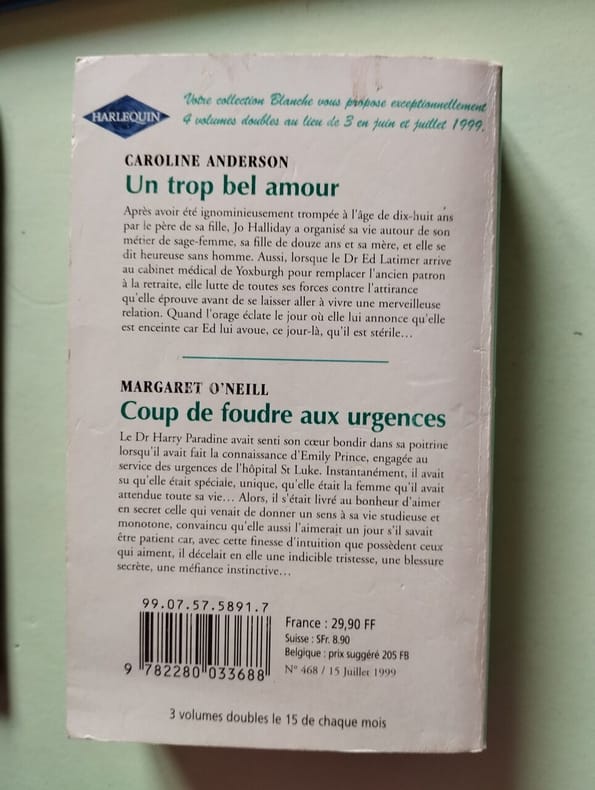 HARLEQUIN
Votre collection Blanche vous propose exceptionnellement
4 volumes doubles au lieu de 3 en juin et juillet 1999.
CAROLINE ANDERSON
Un trop bel amour
Après avoir été ignominieusement trompée à l'âge de dix-huit ans
par le père de sa fille, Jo Halliday a organisé sa vie autour de son
métier de sage-femme, sa fille de douze ans et sa mère, et elle se
dit heureuse sans homme. Aussi, lorsque le Dr Ed Latimer arrive
au cabinet médical de Yoxburgh pour remplacer l'ancien patron
à la retraite, elle lutte de toutes ses forces contre l'attirance
qu'elle éprouve avant de se laisser aller à vivre une merveilleuse
relation. Quand l'orage éclate le jour où elle lui annonce qu'elle
est enceinte car Ed lui avoue, ce jour-là, qu'il est stérile...
MARGARET O'NEILL
Coup de foudre aux urgences
Le Dr Harry Paradine avait senti son cœur bondir dans sa poitrine
lorsqu'il avait fait la connaissance d'Emily Prince, engagée au
service des urgences de l'hôpital St Luke. Instantanément, il avait
su qu'elle était spéciale, unique, qu'elle était la femme qu'il avait
attendue toute sa vie... Alors, il s'était livré au bonheur d'aimer
en secret celle qui venait de donner un sens à sa vie studieuse et
monotone, convaincu qu'elle aussi l'aimerait un jour s'il savait
être patient car, avec cette finesse d'intuition que possèdent ceux
qui aiment, il décelait en elle une indicible tristesse, une blessure
secrète, une méfiance instinctive...
99.07.57.5891.7
9 782280 033688
France : 29,90 FF
Suisse : SFr. 8.90
Belgique : prix suggéré 205 FB
N° 468 / 15 Juillet 1999
3 volumes doubles le 15 de chaque mois